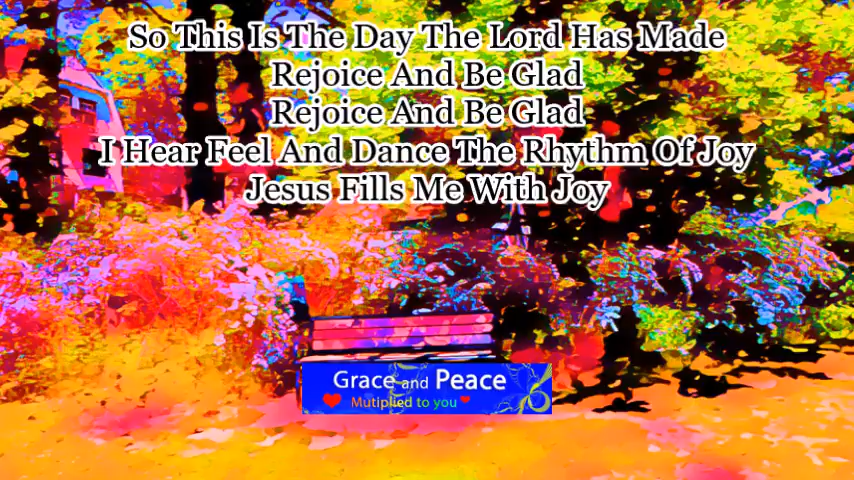 So This Is The Day The Lord Has Made
Rejoice And Be Glad
Rejoice And Be Glad
I Hear Feel And Dance The Rhythm Of Joy
Jesus Fills Me With Joy
Grace and Peace
Mutiplied to you